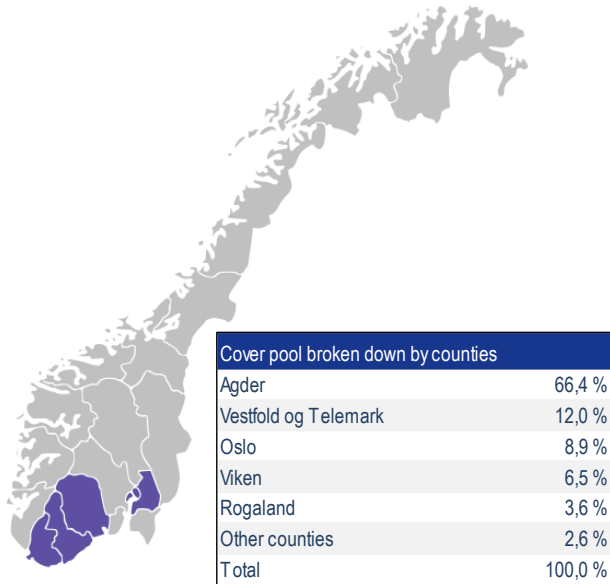 Cover pool broken down by counties
Agder 66,4 %
Vestfold og Telemark 12,0 %
Oslo 8,9 %
Viken 6,5 %
Rogaland 3,6 %
Other counties 2,6 %
Total 100,0 %